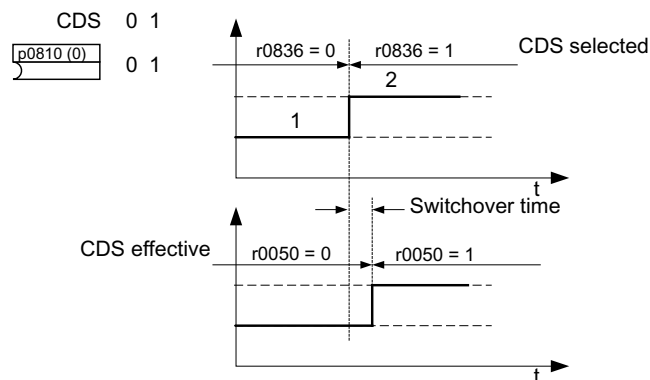 CDS 0 1
p0810 (0) 0 1
r0836 = 0 r0836 = 1 CDS selected
2
1
t
Switchover time
CDS effective
r0050 = 0 r0050 = 1
t